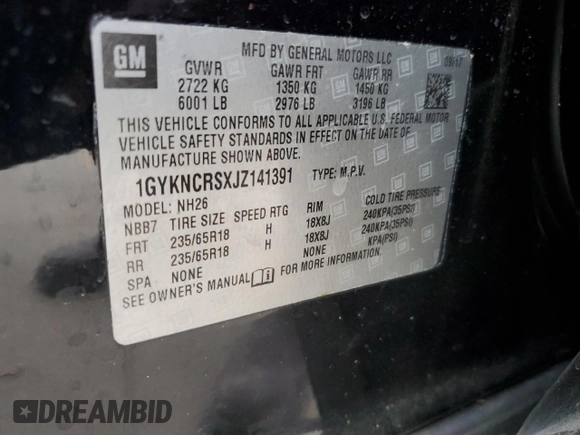 GM
MFD BY GENERAL MOTORS LLC
09/17
GVWR GAWR FRT GAWR RR
2722 KG 1350 KG 1450 KG
6001 LB 2976 LB 3196 LB
THIS VEHICLE CONFORMS TO ALL APPLICABLE U.S. FEDERAL MOTOR
VEHICLE SAFETY STANDARDS IN EFFECT ON THE DATE OF
MANUFACTURE SHOWN ABOVE.
1GYKNCRSXJZ141391 TYPE: M.P.V.
MODEL: NH26
NBB7 TIRE SIZE SPEED RTG RIM COLD TIRE PRESSURE
FRT 235/65R18 H 18X8J 240KPA(35PSI)
RR 235/65R18 H 18X8J 240KPA(35PSI)
SPA NONE NONE KPA(PSI)
SEE OWNER'S MANUAL FOR MORE INFORMATION.
DREAMBID